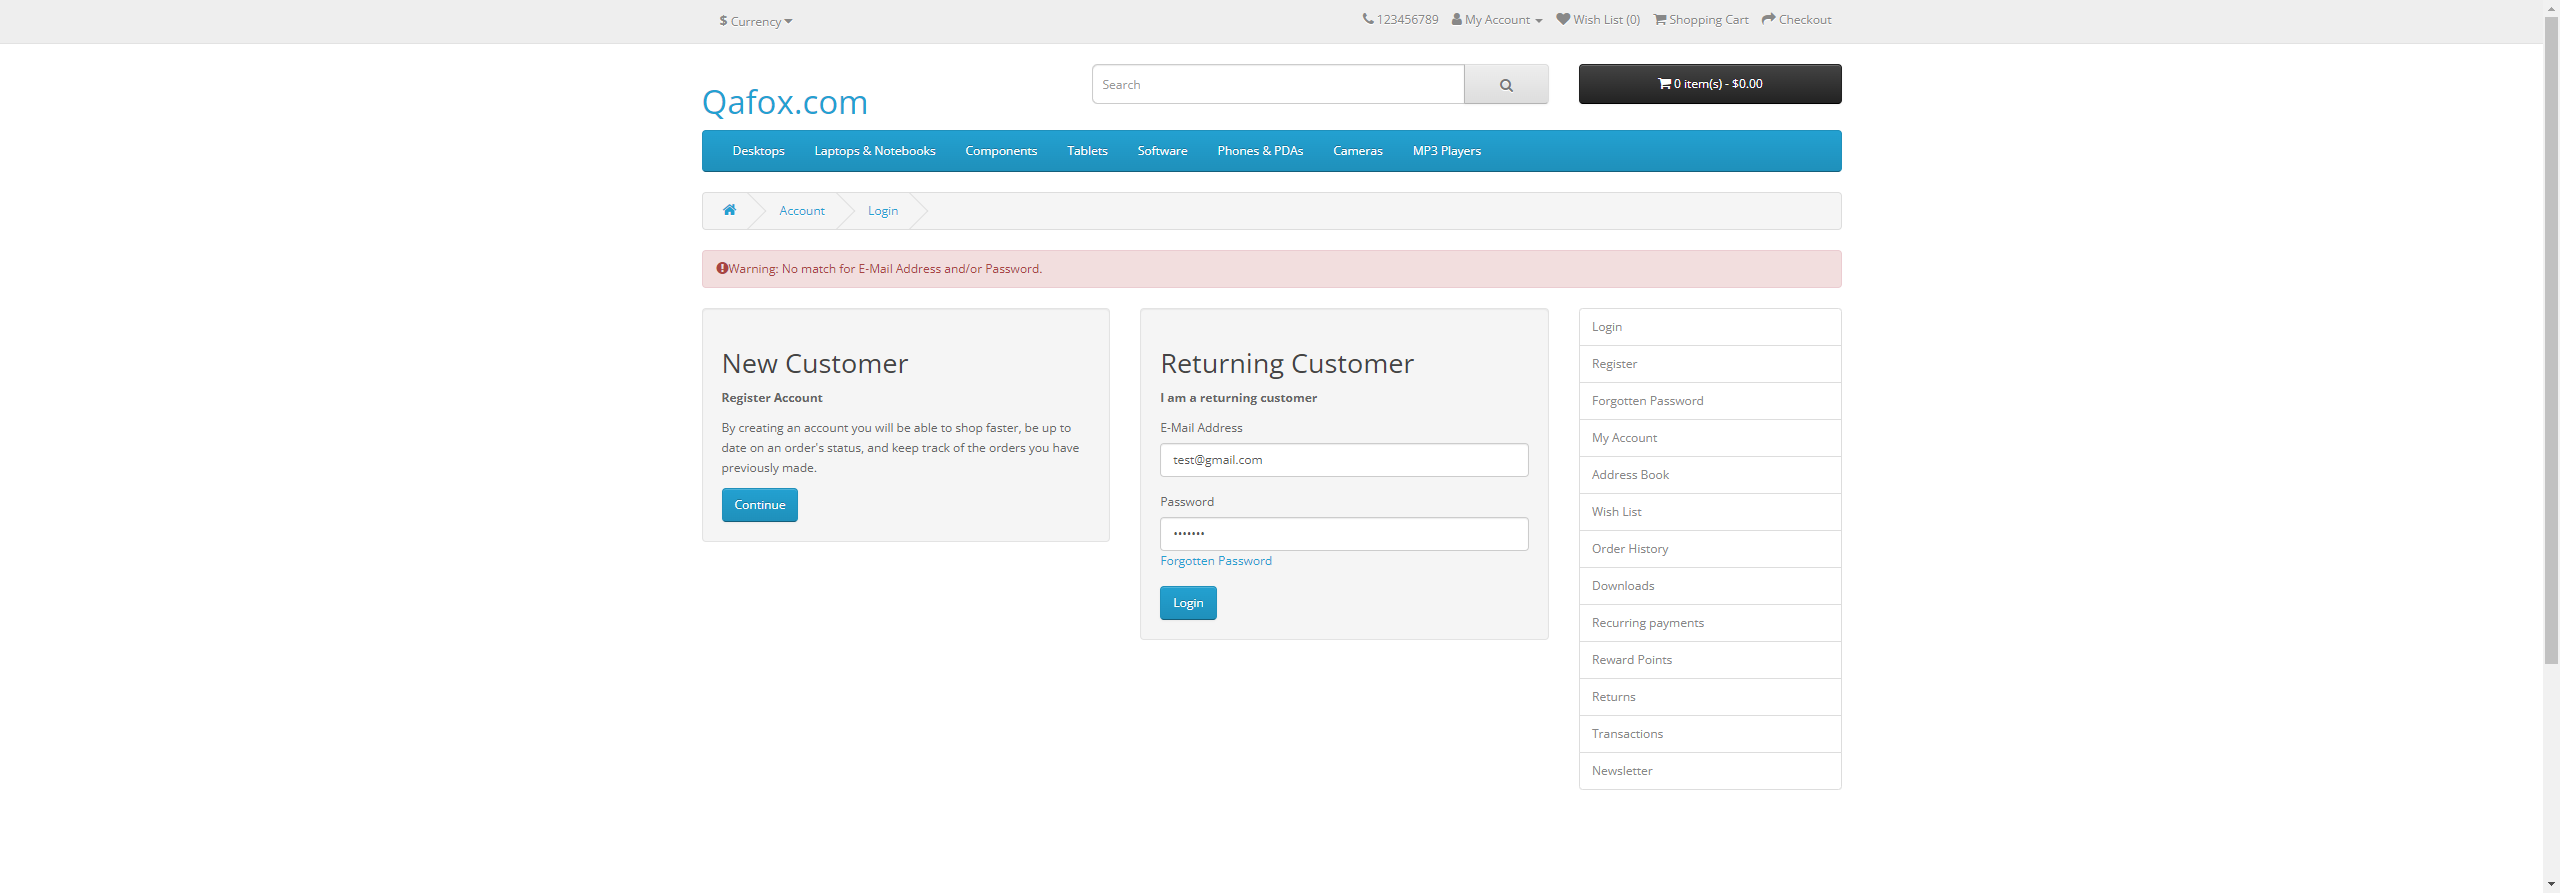 $ Currency
123456789 My Account Wish List (0) Shopping Cart Checkout
Qafox.com
Search
0 item(s) - $0.00
Desktops Laptops & Notebooks Components Tablets Software Phones & PDAs Cameras MP3 Players
Account Login
Warning: No match for E-Mail Address and/or Password.
New Customer
Register Account
By creating an account you will be able to shop faster, be up to
date on an order's status, and keep track of the orders you have
previously made.
Continue
Returning Customer
I am a returning customer
E-Mail Address
test@gmail.com
Password
•••••••
Forgotten Password
Login
Login
Register
Forgotten Password
My Account
Address Book
Wish List
Order History
Downloads
Recurring payments
Reward Points
Returns
Transactions
Newsletter